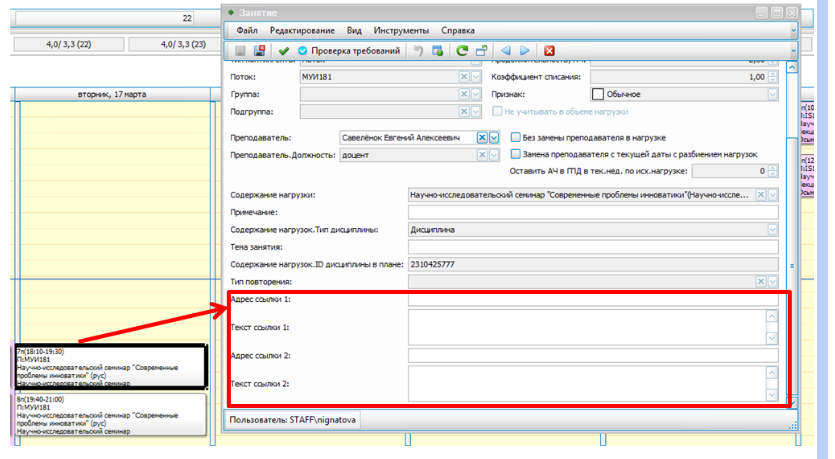 22
4,0/ 3,3 (22)
4,0/ 3,3 (23)
вторник, 17 марта
7п(18:10-19:30)
П:МУИ181
Научно-исследовательский семинар "Современные
проблемы инноватики" (рус)
Научно-исследовательский семинар
8п(19:40-21:00)
П:МУИ181
Научно-исследовательский семинар "Современные
проблемы инноватики" (рус)
Научно-исследовательский семинар
Занятие
Файл Редактирование Вид Инструменты Справка
Проверка требований
Поток: МУИ181 Коэффициент списания: 1,00
Группа: Признак: Обычное
Подгруппа: Не учитывать в объеме нагрузки
Преподаватель: Савелёнок Евгений Алексеевич Без замены преподавателя в нагрузке
Преподаватель.Должность: доцент Замена преподавателя с текущей даты с разбиением нагрузок
Оставить АЧ в ГПД в тек.нед. по исх.нагрузке: 0
Содержание нагрузки: Научно-исследовательский семинар "Современные проблемы инноватики"(Научно-иссле...
Примечание:
Содержание нагрузок.Тип дисциплины: Дисциплина
Тема занятия:
Содержание нагрузок.ID дисциплины в плане: 2310425777
Тип повторения:
Адрес ссылки 1:
Текст ссылки 1:
Адрес ссылки 2:
Текст ссылки 2:
Пользователь: STAFF\nignatova